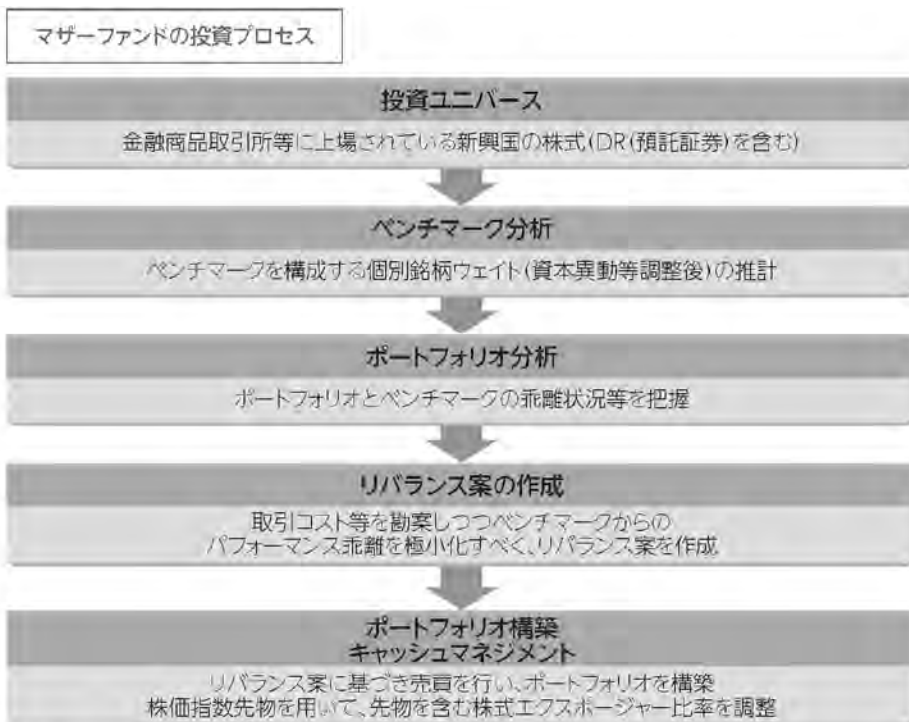 マザーファンドの投資プロセス
投資ユニバース
金融商品取引所等に上場されている新興国の株式(DR(預託証券)を含む)
ベンチマーク分析
ベンチマークを構成する個別銘柄ウェイト(資本異動等調整後)の推計
ポートフォリオ分析
ポートフォリオとベンチマークの乖離状況等を把握
リバランス案の作成
取引コスト等を勘案しつつベンチマークからの
パフォーマンス乖離を極小化すべく、リバランス案を作成
ポートフォリオ構築
キャッシュマネジメント
リバランス案に基づき売買を行い、ポートフォリオを構築
株価指数先物を用いて、先物を含む株式エクスポージャー比率を調整